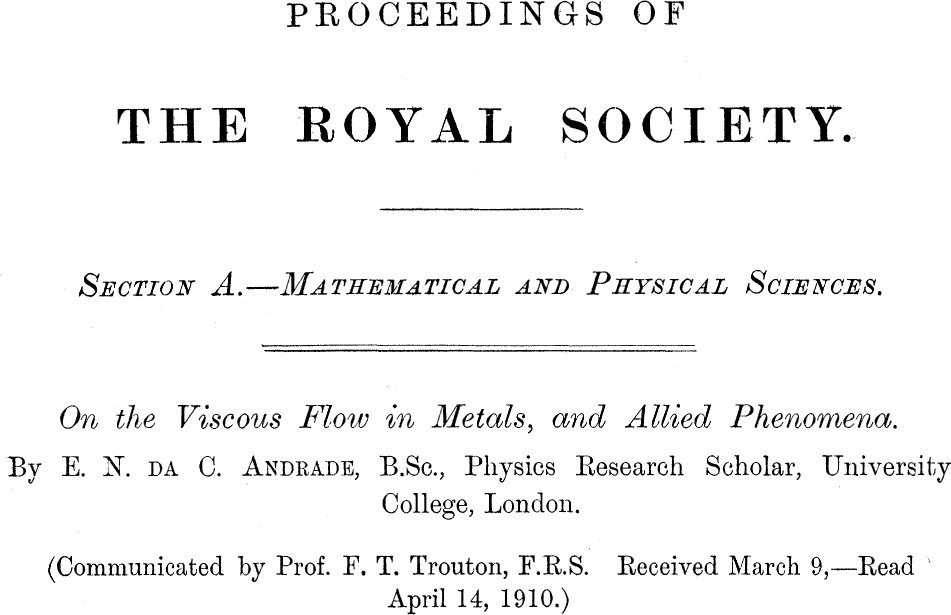 PROCEEDINGS OF
THE ROYAL SOCIETY.
SECTION A.—MATHEMATICAL AND PHYSICAL SCIENCES.
On the Viscous Flow in Metals, and Allied Phenomena.
By E. N. DA C. ANDRADE, B.Sc., Physics Research Scholar, University
College, London.
(Communicated by Prof. F. T. Trouton, F.R.S. Received March 9,—Read
April 14, 1910.)